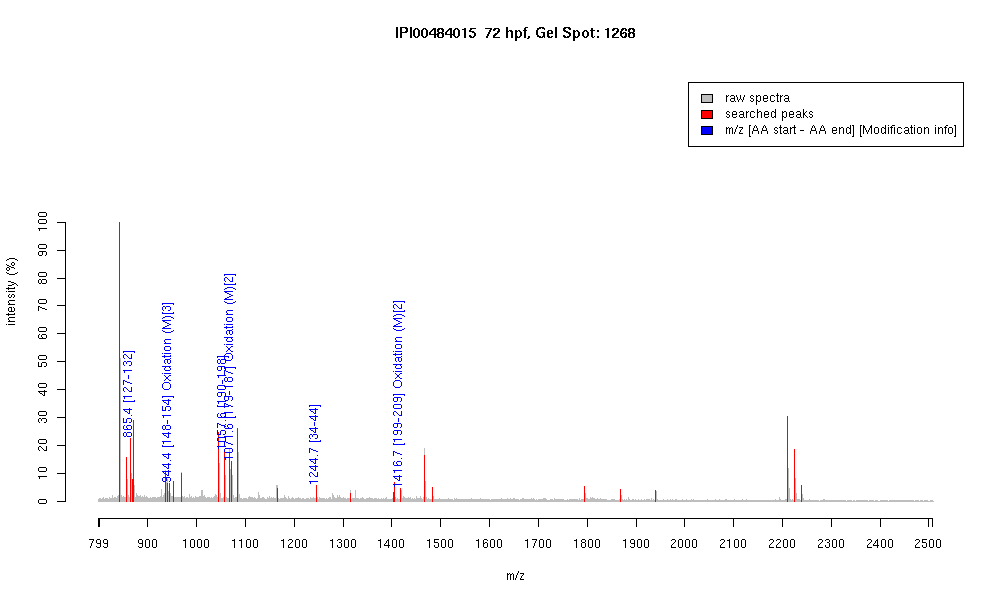 IPI00484015 72 hpf, Gel Spot: 1268
raw spectra
searched peaks
m/z [AA start - AA end] [Modification info]
intensity (%)
100
90
80
70
60
50
40
30
20
10
0
865.4 [127-132]
944.4 [148-154] Oxidation (M)[3]
1057.6 [190-198]
1071.6 [179-187] Oxidation (M)[2]
1244.7 [34-44]
1416.7 [199-209] Oxidation (M)[2]
799 900 1000 1100 1200 1300 1400 1500 1600 1700 1800 1900 2000 2100 2200 2300 2400 2500
m/z